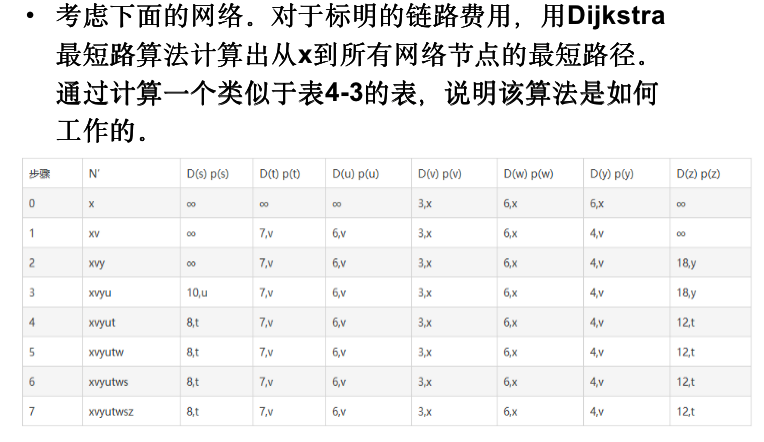 • 考虑下面的网络。对于标明的链路费用，用Dijkstra
最短路算法计算出从x到所有网络节点的最短路径。
通过计算一个类似于表4-3的表，说明该算法是如何
工作的。
步骤 N' D(s) p(s) D(t) p(t) D(u) p(u) D(v) p(v) D(w) p(w) D(y) p(y) D(z) p(z)
0 x ∞ ∞ ∞ 3,x 6,x 6,x ∞
1 xv ∞ 7,v 6,v 3,x 6,x 4,v ∞
2 xvy ∞ 7,v 6,v 3,x 6,x 4,v 18,y
3 xvyu 10,u 7,v 6,v 3,x 6,x 4,v 18,y
4 xvyut 8,t 7,v 6,v 3,x 6,x 4,v 12,t
5 xvyutw 8,t 7,v 6,v 3,x 6,x 4,v 12,t
6 xvyutws 8,t 7,v 6,v 3,x 6,x 4,v 12,t
7 xvyutwsz 8,t 7,v 6,v 3,x 6,x 4,v 12,t